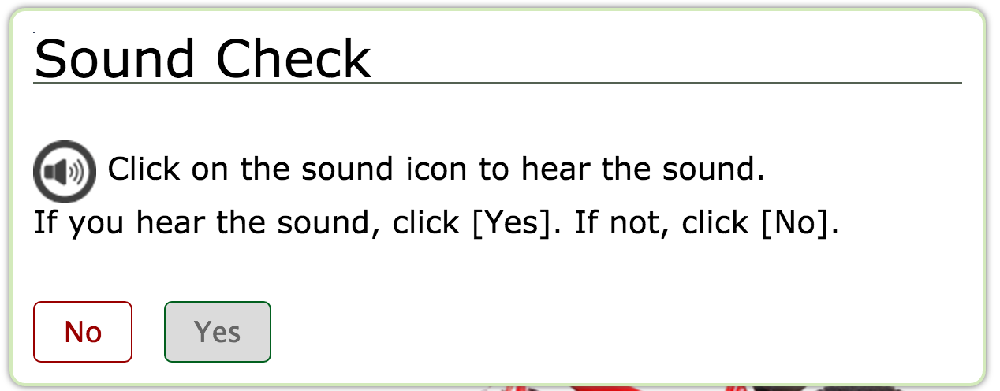 Sound Check
Click on the sound icon to hear the sound.
If you hear the sound, click [Yes]. If not, click [No].
No Yes